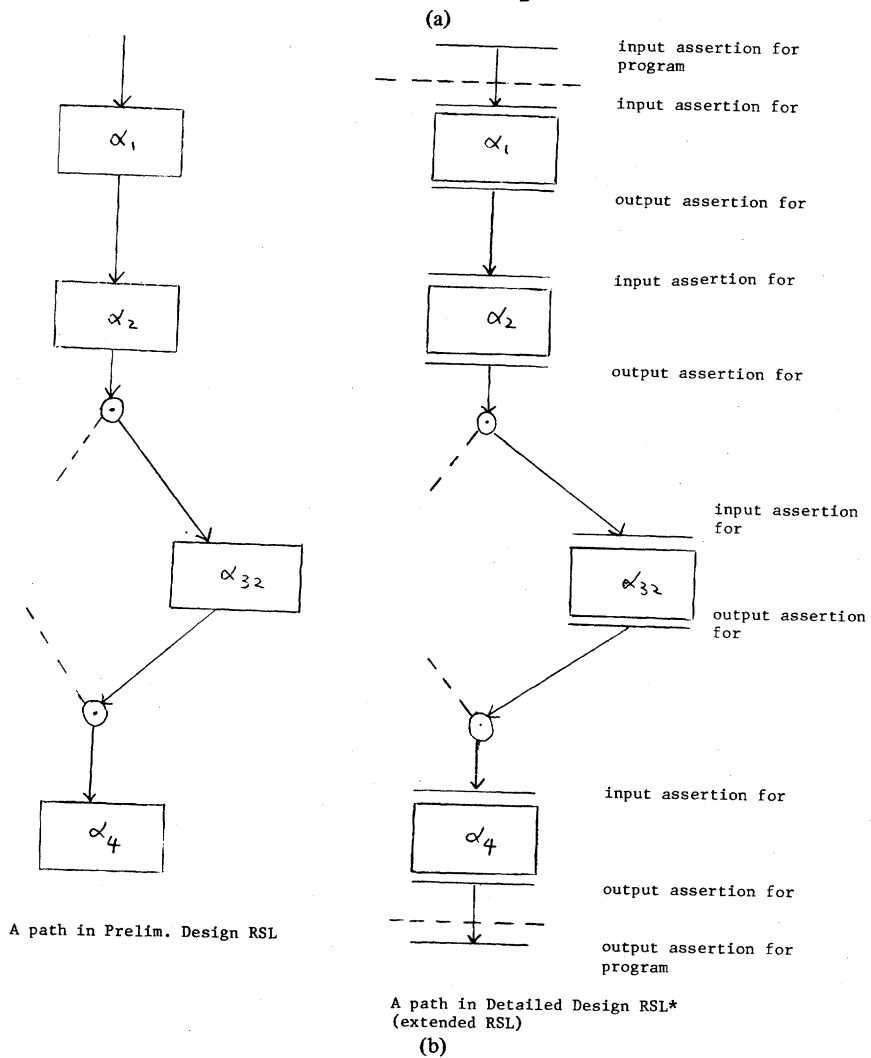 (a)
input assertion for
program
input assertion for
α₁
α₁
output assertion for
input assertion for
α₂
α₂
output assertion for
input assertion
for
α₃₂
α₃₂
output assertion
for
input assertion for
α₄
α₄
output assertion for
A path in Prelim. Design RSL
output assertion for
program
A path in Detailed Design RSL*
(extended RSL)
(b)